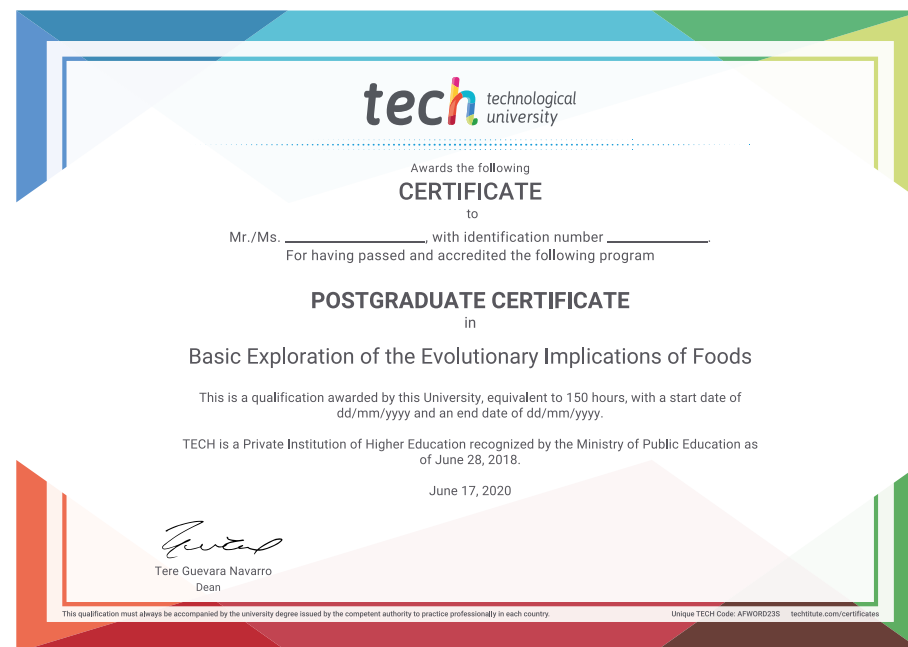 tech technological
university
Awards the following
CERTIFICATE
to
Mr./Ms. ____________________, with identification number ______________.
For having passed and accredited the following program
POSTGRADUATE CERTIFICATE
in
Basic Exploration of the Evolutionary Implications of Foods
This is a qualification awarded by this University, equivalent to 150 hours, with a start date of
dd/mm/yyyy and an end date of dd/mm/yyyy.
TECH is a Private Institution of Higher Education recognized by the Ministry of Public Education as
of June 28, 2018.
June 17, 2020
Tere Guevara Navarro
Dean
This qualification must always be accompanied by the university degree issued by the competent authority to practice professionally in each country. Unique TECH Code: AFWORD23S techtitute.com/certificates